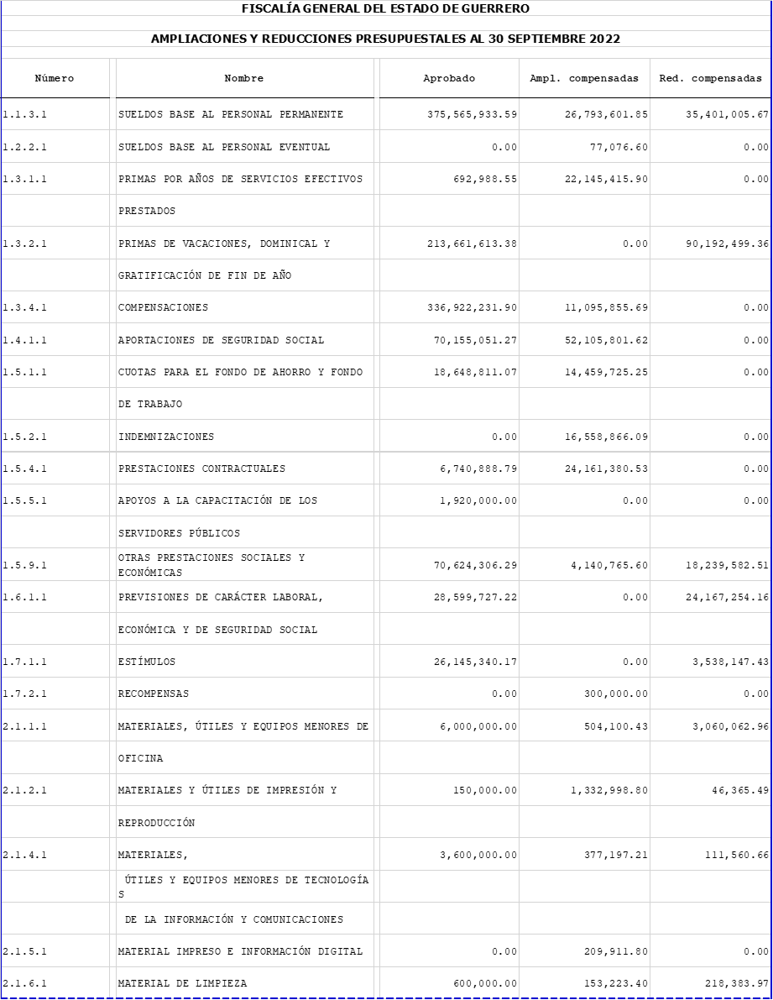 FISCALÍA GENERAL DEL ESTADO DE GUERRERO
AMPLIACIONES Y REDUCCIONES PRESUPUESTALES AL 30 SEPTIEMBRE 2022
Número Nombre Aprobado Ampl. compensadas Red. compensadas
1.1.3.1 SUELDOS BASE AL PERSONAL PERMANENTE 375,565,933.59 26,793,601.85 35,401,005.67
1.2.2.1 SUELDOS BASE AL PERSONAL EVENTUAL 0.00 77,076.60 0.00
1.3.1.1 PRIMAS POR AÑOS DE SERVICIOS EFECTIVOS 692,988.55 22,145,415.90 0.00
PRESTADOS
1.3.2.1 PRIMAS DE VACACIONES, DOMINICAL Y 213,661,613.38 0.00 90,192,499.36
GRATIFICACIÓN DE FIN DE AÑO
1.3.4.1 COMPENSACIONES 336,922,231.90 11,095,855.69 0.00
1.4.1.1 APORTACIONES DE SEGURIDAD SOCIAL 70,155,051.27 52,105,801.62 0.00
1.5.1.1 CUOTAS PARA EL FONDO DE AHORRO Y FONDO 18,648,811.07 14,459,725.25 0.00
DE TRABAJO
1.5.2.1 INDEMNIZACIONES 0.00 16,558,866.09 0.00
1.5.4.1 PRESTACIONES CONTRACTUALES 6,740,888.79 24,161,380.53 0.00
1.5.5.1 APOYOS A LA CAPACITACIÓN DE LOS 1,920,000.00 0.00 0.00
SERVIDORES PÚBLICOS
1.5.9.1 OTRAS PRESTACIONES SOCIALES Y 70,624,306.29 4,140,765.60 18,239,582.51
ECONÓMICAS
1.6.1.1 PREVISIONES DE CARÁCTER LABORAL, 28,599,727.22 0.00 24,167,254.16
ECONÓMICA Y DE SEGURIDAD SOCIAL
1.7.1.1 ESTÍMULOS 26,145,340.17 0.00 3,538,147.43
1.7.2.1 RECOMPENSAS 0.00 300,000.00 0.00
2.1.1.1 MATERIALES, ÚTILES Y EQUIPOS MENORES DE 6,000,000.00 504,100.43 3,060,062.96
OFICINA
2.1.2.1 MATERIALES Y ÚTILES DE IMPRESIÓN Y 150,000.00 1,332,998.80 46,365.49
REPRODUCCIÓN
2.1.4.1 MATERIALES, 3,600,000.00 377,197.21 111,560.66
ÚTILES Y EQUIPOS MENORES DE TECNOLOGÍA
S
DE LA INFORMACIÓN Y COMUNICACIONES
2.1.5.1 MATERIAL IMPRESO E INFORMACIÓN DIGITAL 0.00 209,911.80 0.00
2.1.6.1 MATERIAL DE LIMPIEZA 600,000.00 153,223.40 218,383.97